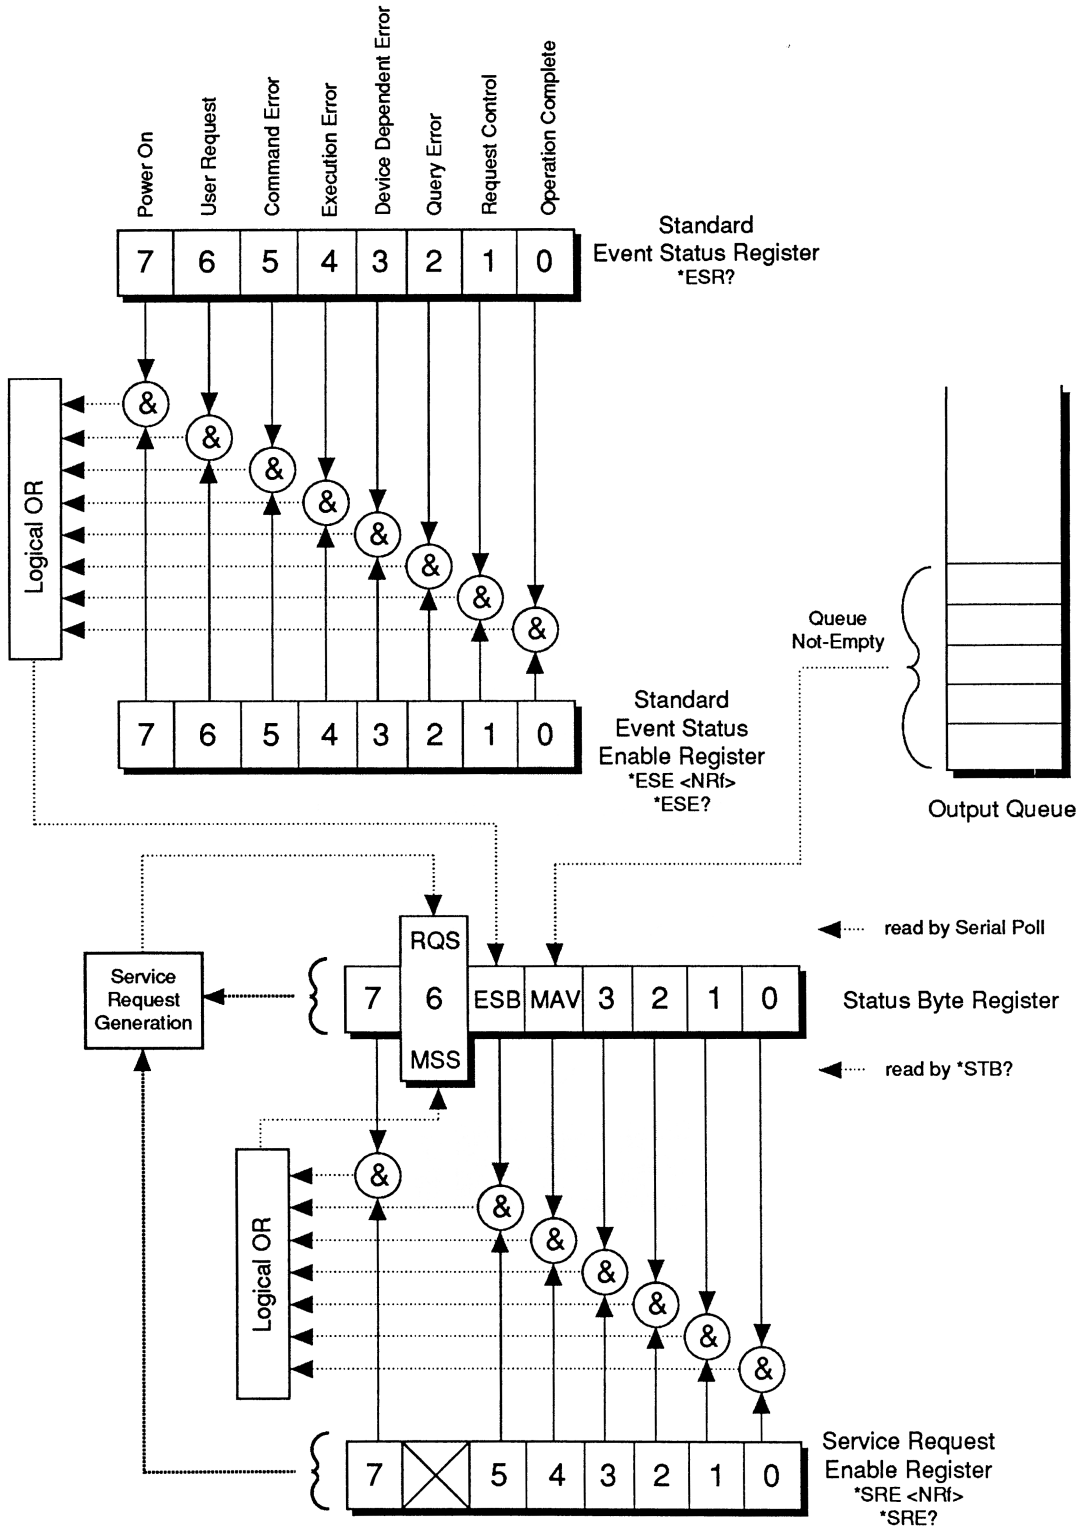 Power On
User Request
Command Error
Execution Error
Device Dependent Error
Query Error
Request Control
Operation Complete
7 6 5 4 3 2 1 0
Standard
Event Status Register
*ESR?
Logical OR
&
&
&
&
&
&
&
&
Queue
Not-Empty
7 6 5 4 3 2 1 0
Standard
Event Status
Enable Register
*ESE <NRf>
*ESE?
Output Queue
read by Serial Poll
Service
Request
Generation
RQS
7 6 ESB MAV 3 2 1 0
MSS
Status Byte Register
read by *STB?
Logical OR
&
&
&
&
&
&
&
7 5 4 3 2 1 0
Service Request
Enable Register
*SRE <NRf>
*SRE?